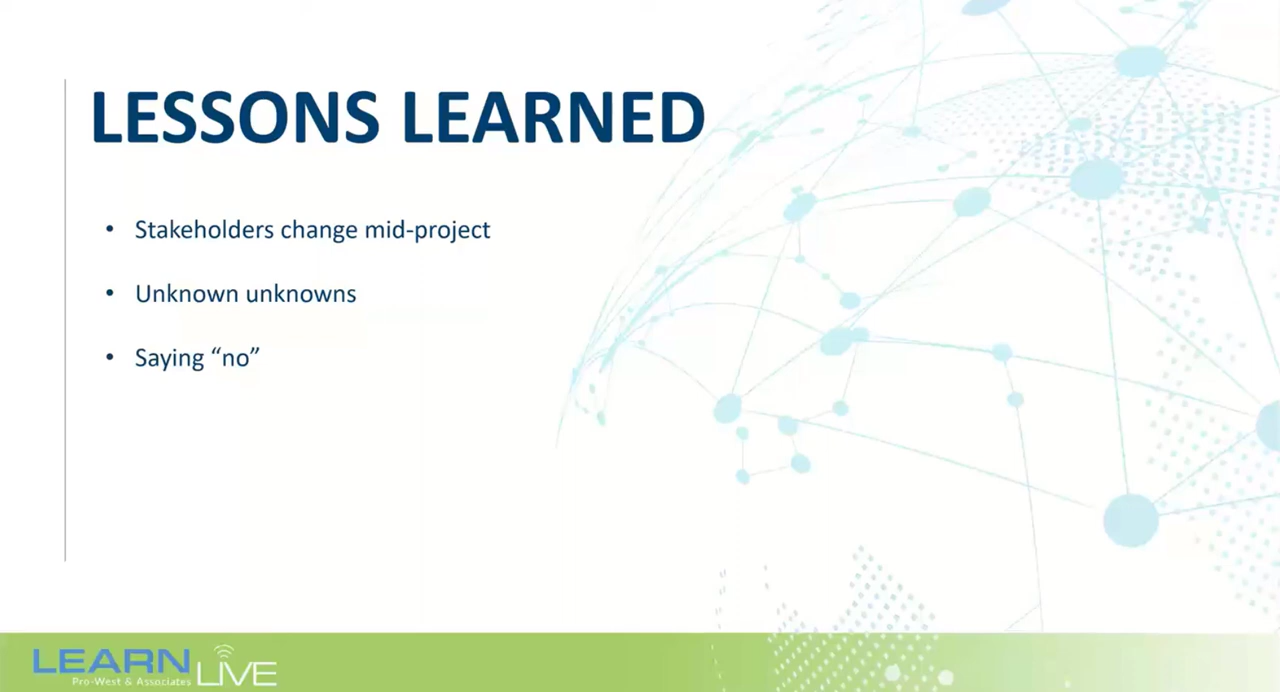 LESSONS LEARNED
• Stakeholders change mid-project
• Unknown unknowns
• Saying “no”
LEARN LIVE
Pro-West & Associates